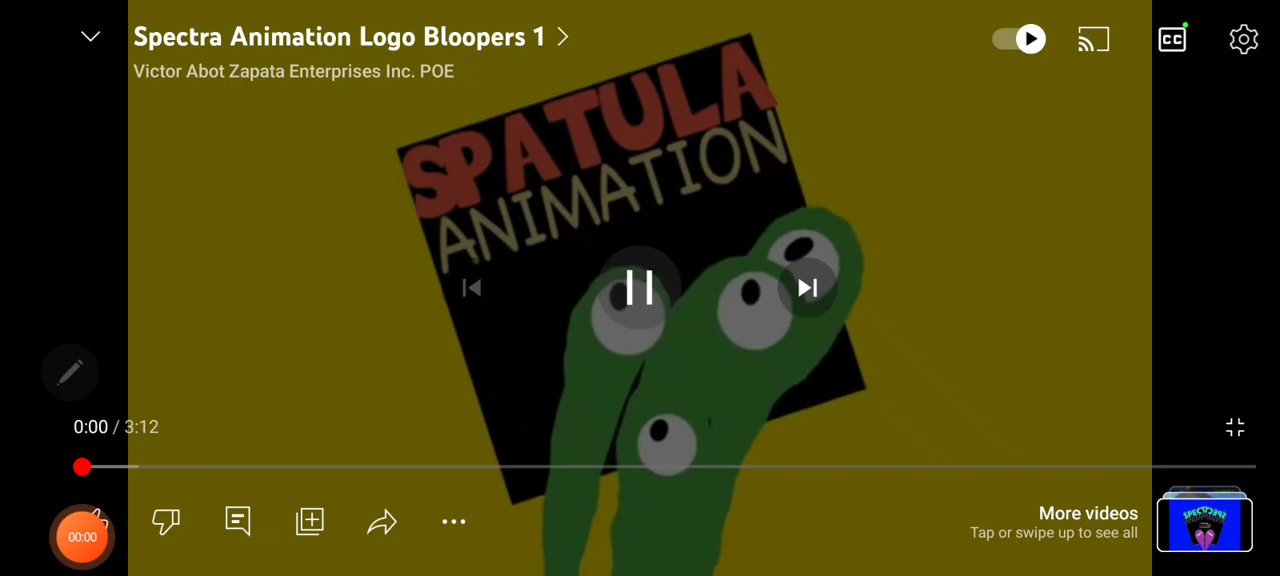 Spectra Animation Logo Bloopers 1
Victor Abot Zapata Enterprises Inc. POE
CC
SPATULA
ANIMATION
0:00 / 3:12
00:00
More videos
Tap or swipe up to see all